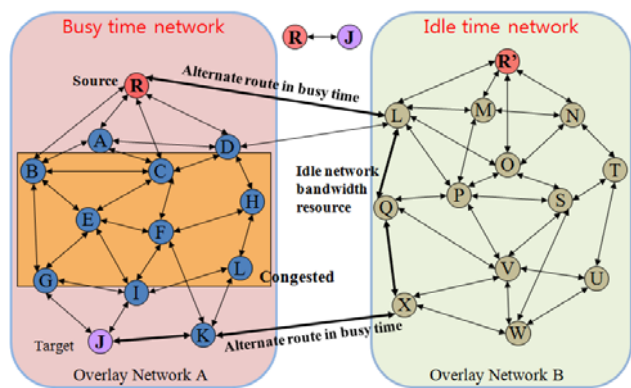 Busy time network
R
J
Idle time network
Source
R
Alternate route in busy time
R'
A
D
L
M
N
B
C
O
T
Idle network
bandwidth
resource
H
Q
P
S
E
F
G
I
L
Congested
V
U
X
Target
J
K
W
Alternate route in busy time
Overlay Network A
Overlay Network B